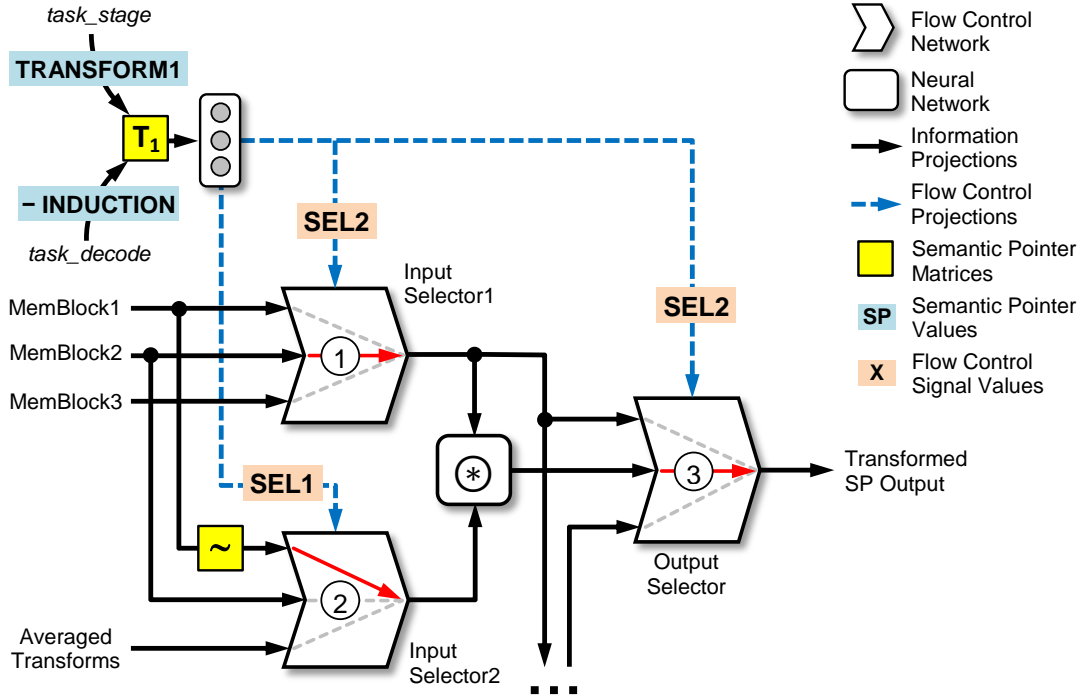 task_stage
TRANSFORM1
T1
– INDUCTION
task_decode
SEL2
Input
Selector1
MemBlock1
MemBlock2
MemBlock3
1
SEL2
SEL1
~
2
Averaged
Transforms
Input
Selector2
⊛
3
Output
Selector
Transformed
SP Output
...
Flow Control
Network
Neural
Network
Information
Projections
Flow Control
Projections
Semantic Pointer
Matrices
SP
Semantic Pointer
Values
X
Flow Control
Signal Values